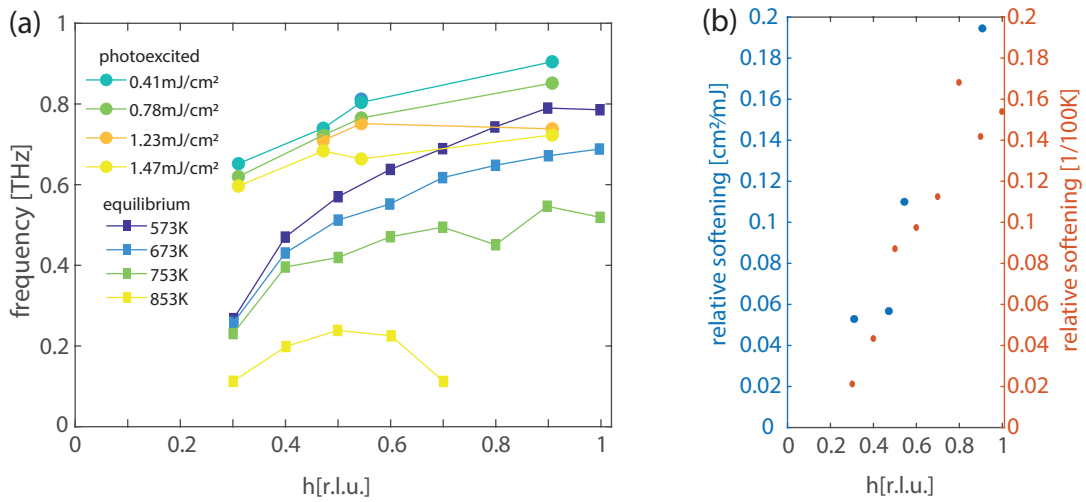 (a)
photoexcited
0.41mJ/cm²
0.78mJ/cm²
1.23mJ/cm²
1.47mJ/cm²
equilibrium
573K
673K
753K
853K
frequency [THz]
1
0.8
0.6
0.4
0.2
0
0
0.2
0.4
0.6
0.8
1
h[r.l.u.]
(b)
relative softening [cm²/mJ]
0.2
0.18
0.16
0.14
0.12
0.1
0.08
0.06
0.04
0.02
0
0
0.2
0.4
0.6
0.8
1
h[r.l.u.]
0.2
0.18
0.16
0.14
0.12
0.1
0.08
0.06
0.04
0.02
0
relative softening [1/100K]